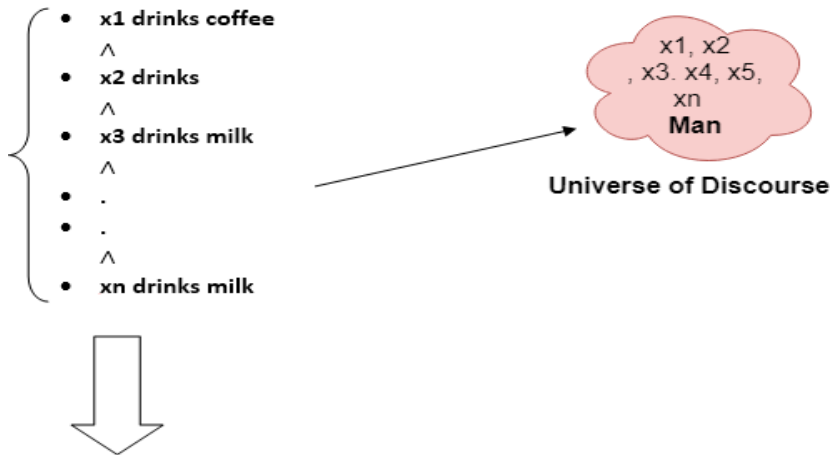 • x1 drinks coffee
^
• x2 drinks
^
• x3 drinks milk
^
• .
• .
^
• xn drinks milk
x1, x2
, x3. x4, x5,
xn
Man
Universe of Discourse